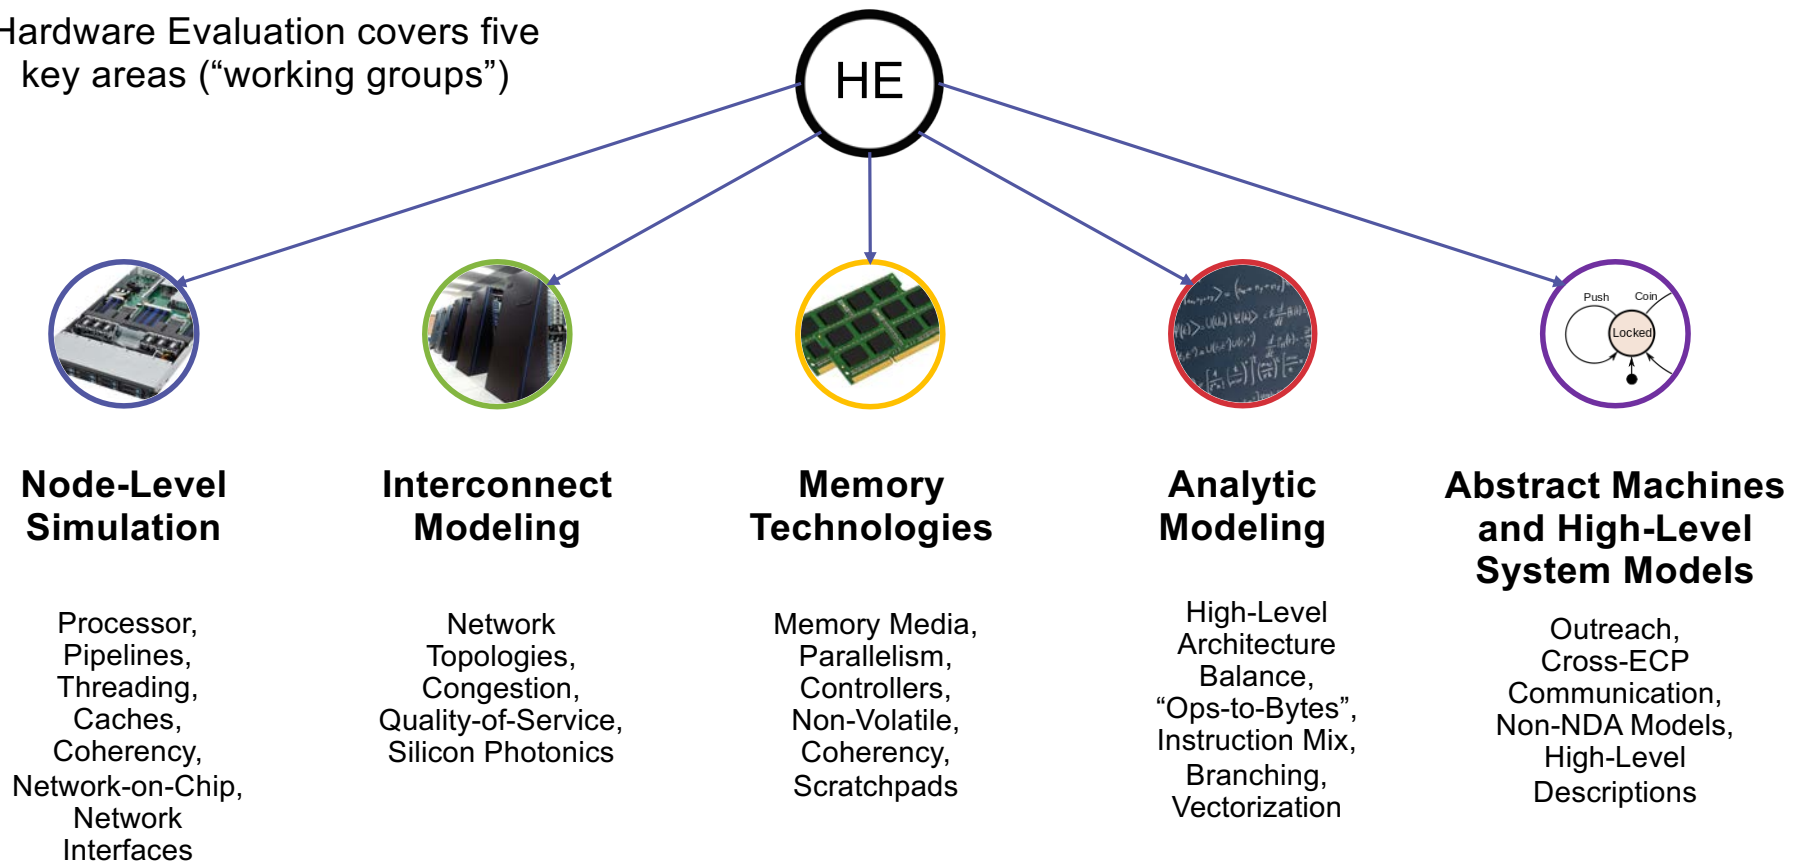 Hardware Evaluation covers five
key areas (“working groups”)
HE
Push
Coin
Locked
Node-Level
Simulation
Processor,
Pipelines,
Threading,
Caches,
Coherency,
Network-on-Chip,
Network
Interfaces
Interconnect
Modeling
Network
Topologies,
Congestion,
Quality-of-Service,
Silicon Photonics
Memory
Technologies
Memory Media,
Parallelism,
Controllers,
Non-Volatile,
Coherency,
Scratchpads
Analytic
Modeling
High-Level
Architecture
Balance,
“Ops-to-Bytes”,
Instruction Mix,
Branching,
Vectorization
Abstract Machines
and High-Level
System Models
Outreach,
Cross-ECP
Communication,
Non-NDA Models,
High-Level
Descriptions